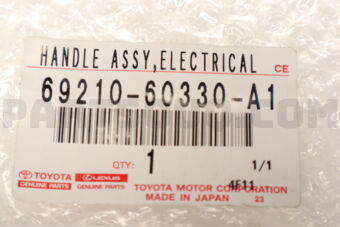 HANDLE ASSY,ELECTRICAL
CE
69210-60330-A1
QTY: 1 1/1
TOYOTA LEXUS
GENUINE PARTS GENUINE PARTS
TOYOTA MOTOR CORPORATION
4F11
MADE IN JAPAN 23